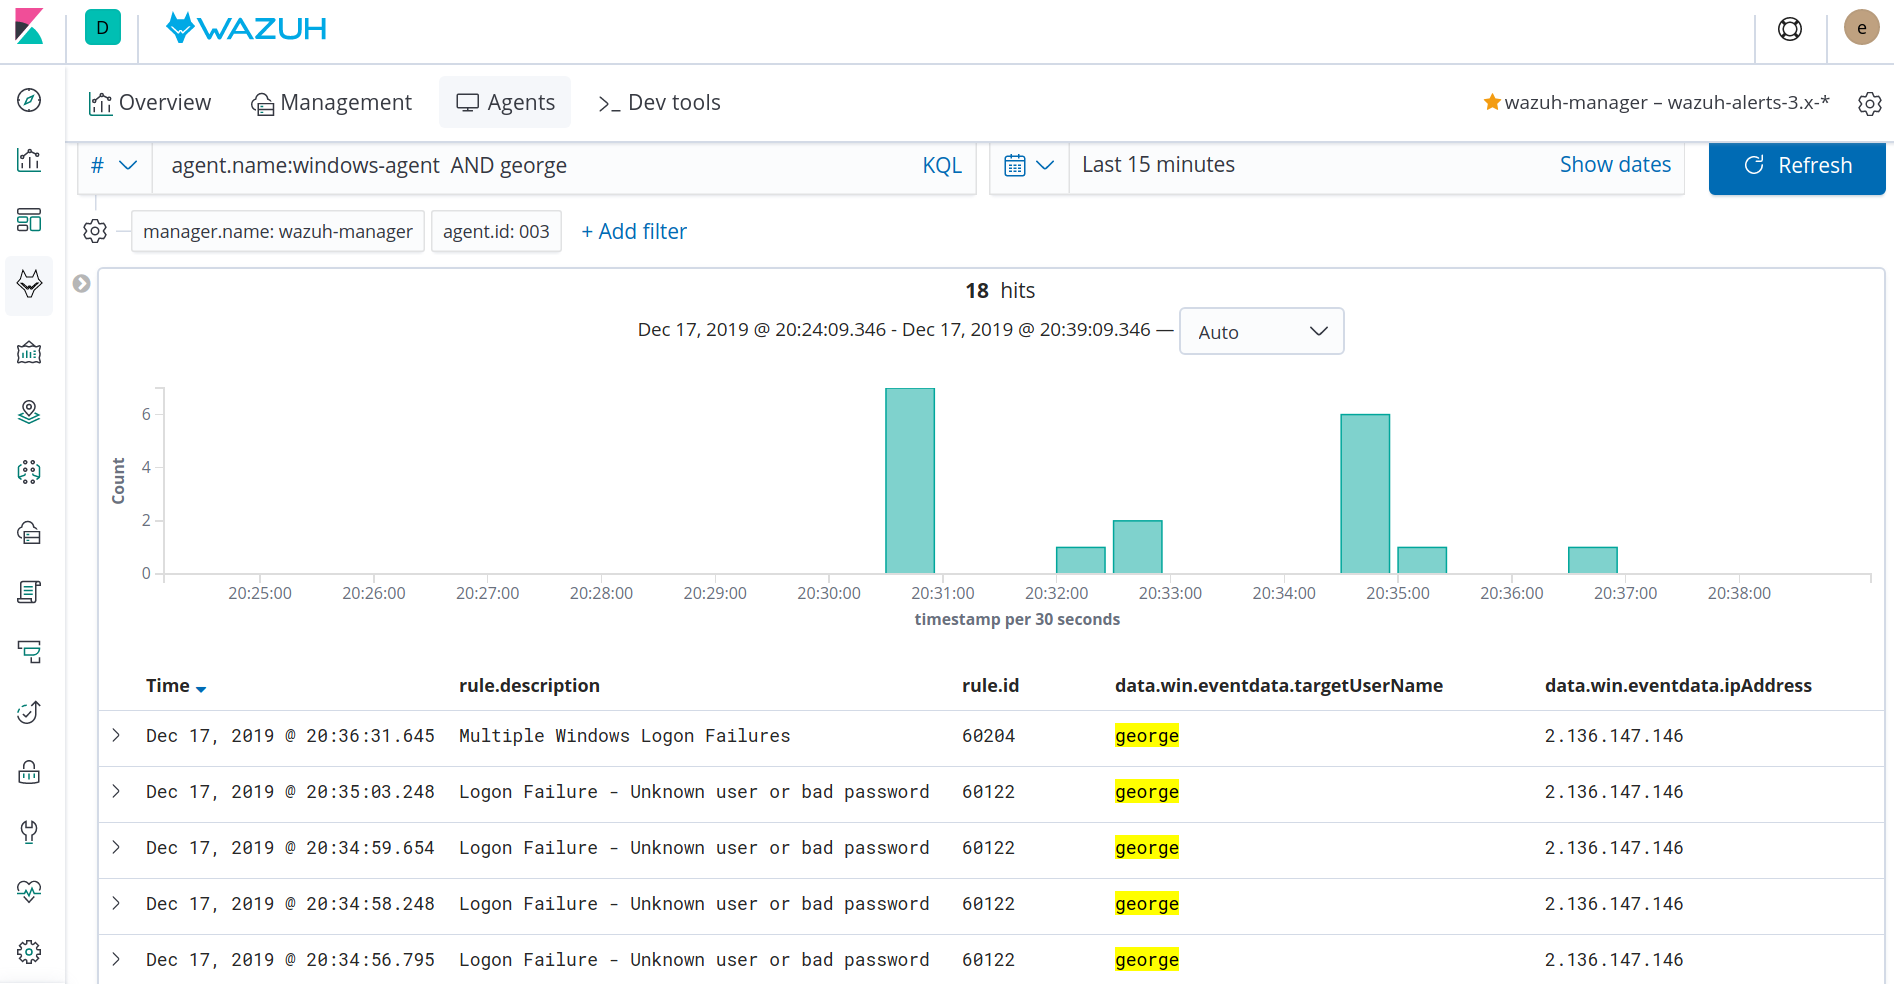 D WAZUH e
Overview Management Agents >_ Dev tools wazuh-manager – wazuh-alerts-3.x-*
# agent.name:windows-agent AND george KQL Last 15 minutes Show dates Refresh
manager.name: wazuh-manager agent.id: 003 + Add filter
18 hits
Dec 17, 2019 @ 20:24:09.346 - Dec 17, 2019 @ 20:39:09.346 — Auto
6
4
2
0
Count
20:25:00 20:26:00 20:27:00 20:28:00 20:29:00 20:30:00 20:31:00 20:32:00 20:33:00 20:34:00 20:35:00 20:36:00 20:37:00 20:38:00
timestamp per 30 seconds
Time rule.description rule.id data.win.eventdata.targetUserName data.win.eventdata.ipAddress
Dec 17, 2019 @ 20:36:31.645 Multiple Windows Logon Failures 60204 george 2.136.147.146
Dec 17, 2019 @ 20:35:03.248 Logon Failure - Unknown user or bad password 60122 george 2.136.147.146
Dec 17, 2019 @ 20:34:59.654 Logon Failure - Unknown user or bad password 60122 george 2.136.147.146
Dec 17, 2019 @ 20:34:58.248 Logon Failure - Unknown user or bad password 60122 george 2.136.147.146
Dec 17, 2019 @ 20:34:56.795 Logon Failure - Unknown user or bad password 60122 george 2.136.147.146